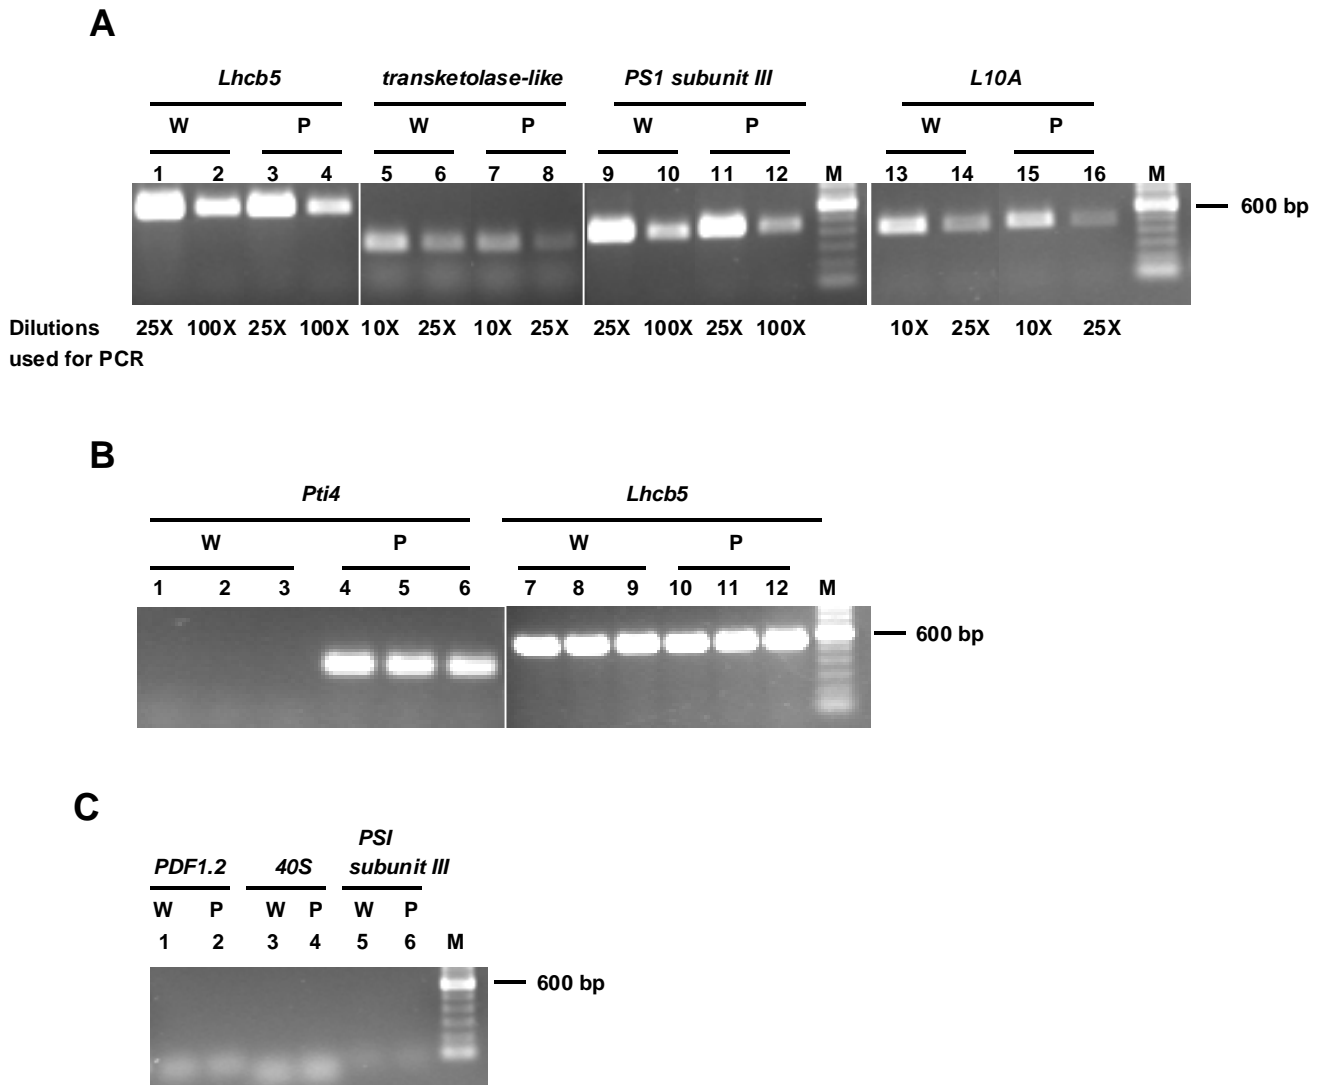 A
Lhcb5 transketolase-like PS1 subunit III L10A
W P W P W P W P
1 2 3 4 5 6 7 8 9 10 11 12 M 13 14 15 16 M
600 bp
Dilutions 25X 100X 25X 100X 10X 25X 10X 25X 25X 100X 25X 100X 10X 25X 10X 25X
used for PCR
B
Pti4 Lhcb5
W P W P
1 2 3 4 5 6 7 8 9 10 11 12 M
600 bp
C
PSI
PDF1.2 40S subunit III
W P W P W P
1 2 3 4 5 6 M
600 bp